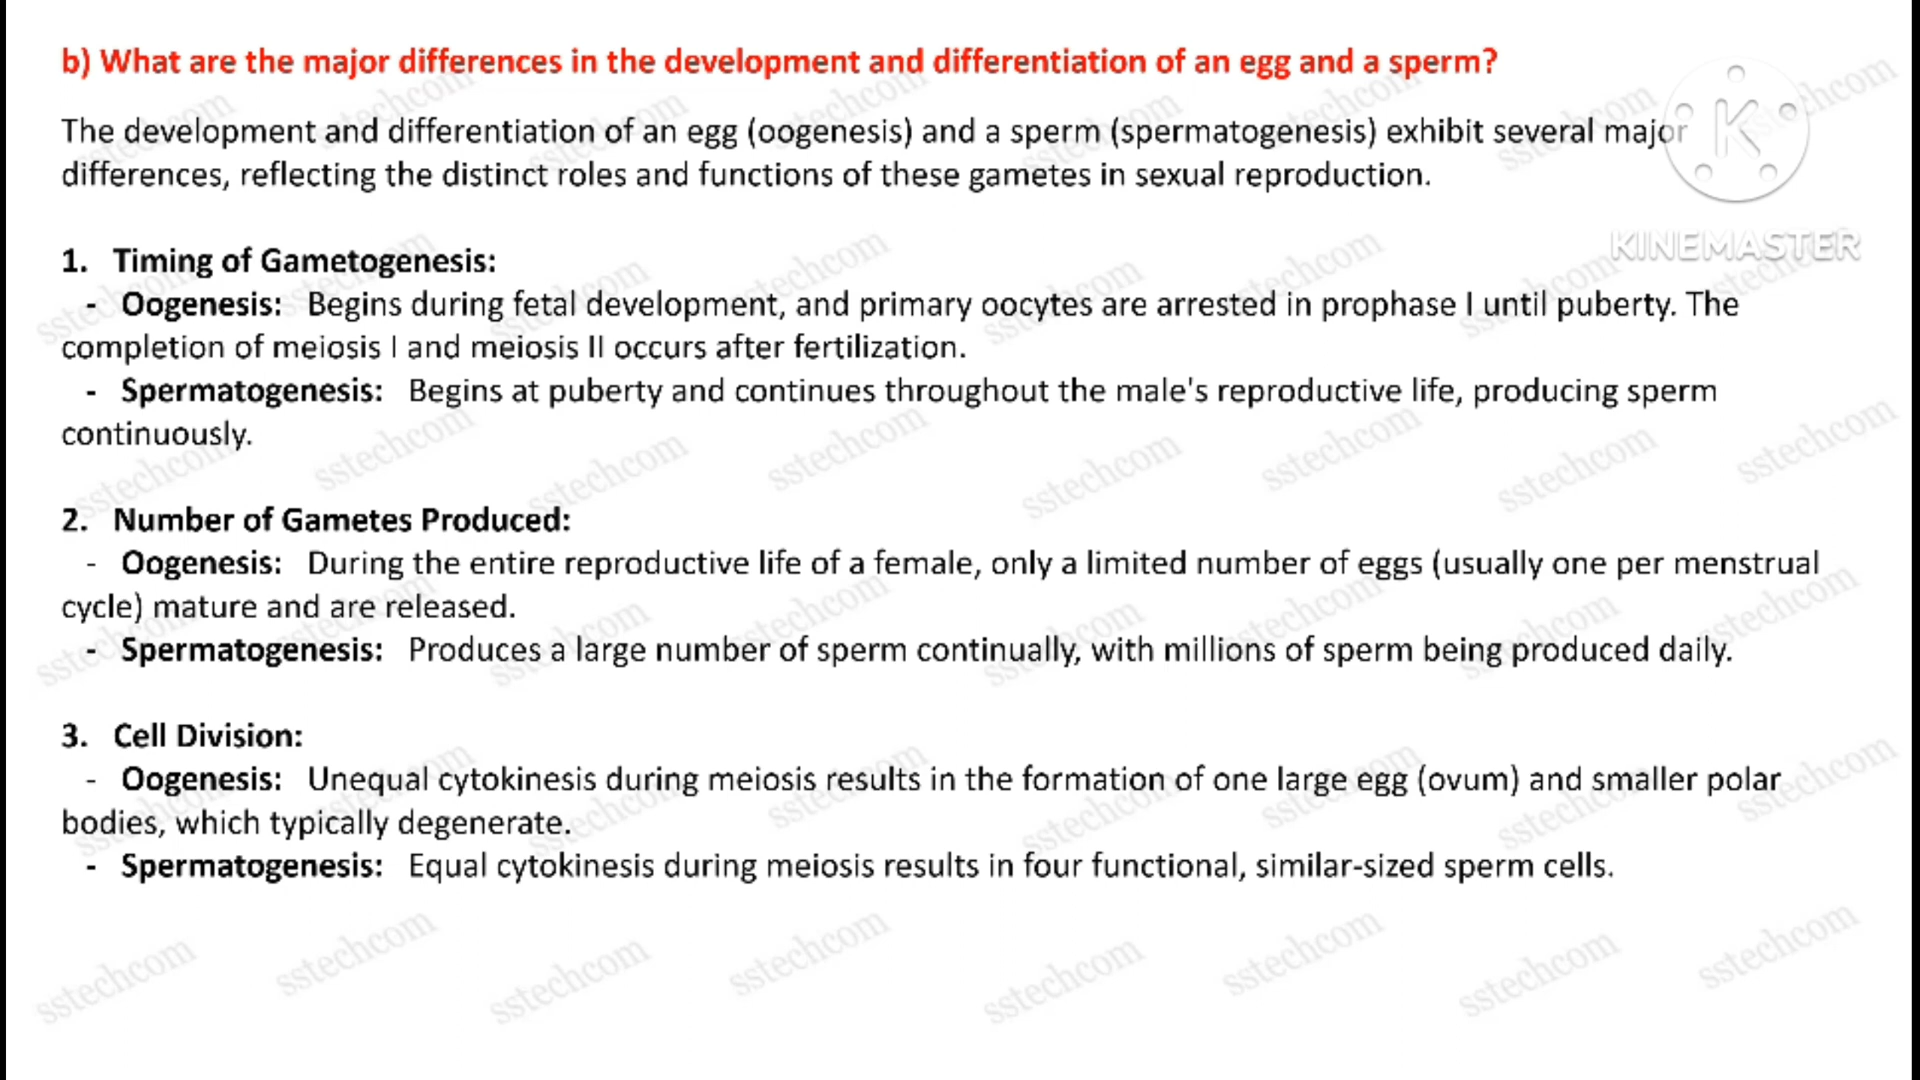 b) What are the major differences in the development and differentiation of an egg and a sperm?
The development and differentiation of an egg (oogenesis) and a sperm (spermatogenesis) exhibit several major
differences, reflecting the distinct roles and functions of these gametes in sexual reproduction.
K
KINEMASTER
1. Timing of Gametogenesis:
- Oogenesis: Begins during fetal development, and primary oocytes are arrested in prophase I until puberty. The
completion of meiosis I and meiosis II occurs after fertilization.
- Spermatogenesis: Begins at puberty and continues throughout the male's reproductive life, producing sperm
continuously.
2. Number of Gametes Produced:
- Oogenesis: During the entire reproductive life of a female, only a limited number of eggs (usually one per menstrual
cycle) mature and are released.
- Spermatogenesis: Produces a large number of sperm continually, with millions of sperm being produced daily.
3. Cell Division:
- Oogenesis: Unequal cytokinesis during meiosis results in the formation of one large egg (ovum) and smaller polar
bodies, which typically degenerate.
- Spermatogenesis: Equal cytokinesis during meiosis results in four functional, similar-sized sperm cells.
sstechcom sstechcom sstechcom sstechcom sstechcom sstechcom sstechcom sstechcom